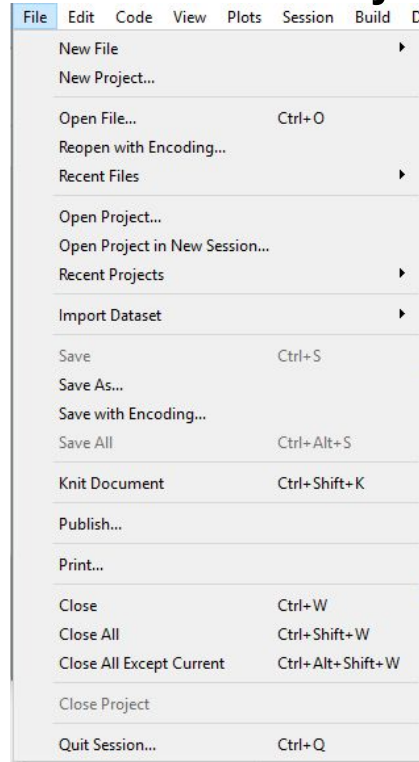 File Edit Code View Plots Session Build
New File
New Project...
Open File... Ctrl+O
Reopen with Encoding...
Recent Files
Open Project...
Open Project in New Session...
Recent Projects
Import Dataset
Save Ctrl+S
Save As...
Save with Encoding...
Save All Ctrl+Alt+S
Knit Document Ctrl+Shift+K
Publish...
Print...
Close Ctrl+W
Close All Ctrl+Shift+W
Close All Except Current Ctrl+Alt+Shift+W
Close Project
Quit Session... Ctrl+Q